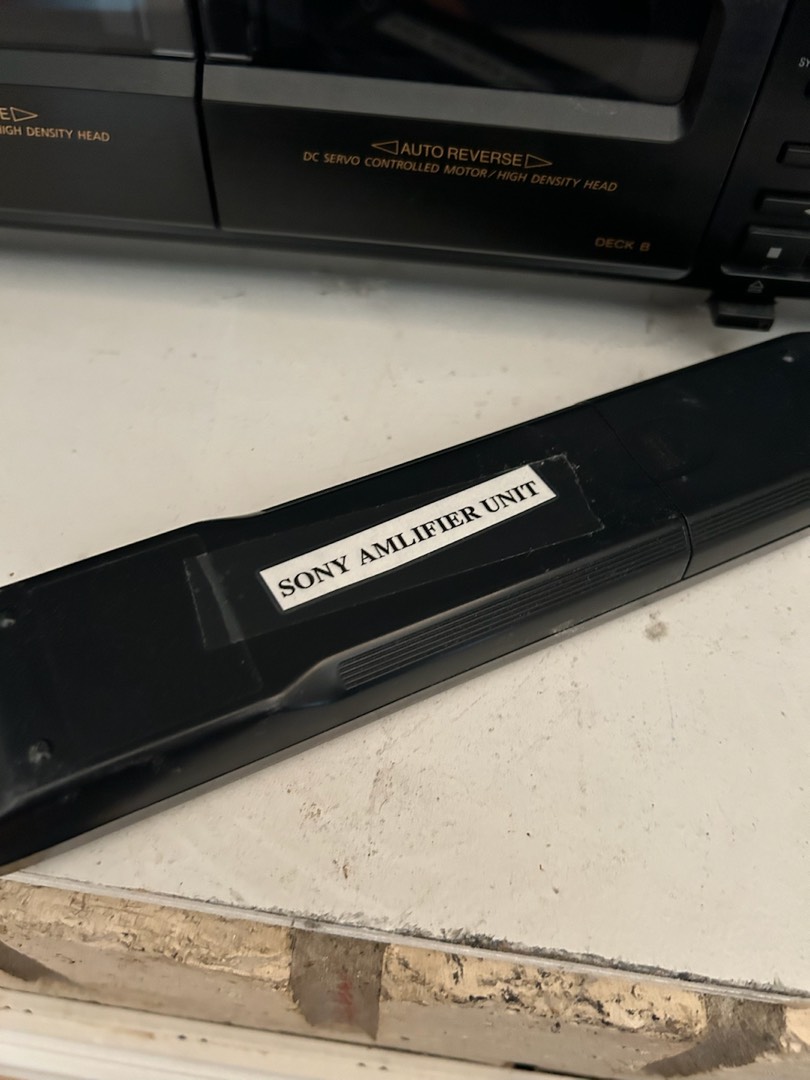 E▷
HIGH DENSITY HEAD
◁AUTO REVERSE▷
DC SERVO CONTROLLED MOTOR/HIGH DENSITY HEAD
DECK B
SONY AMLIFIER UNIT